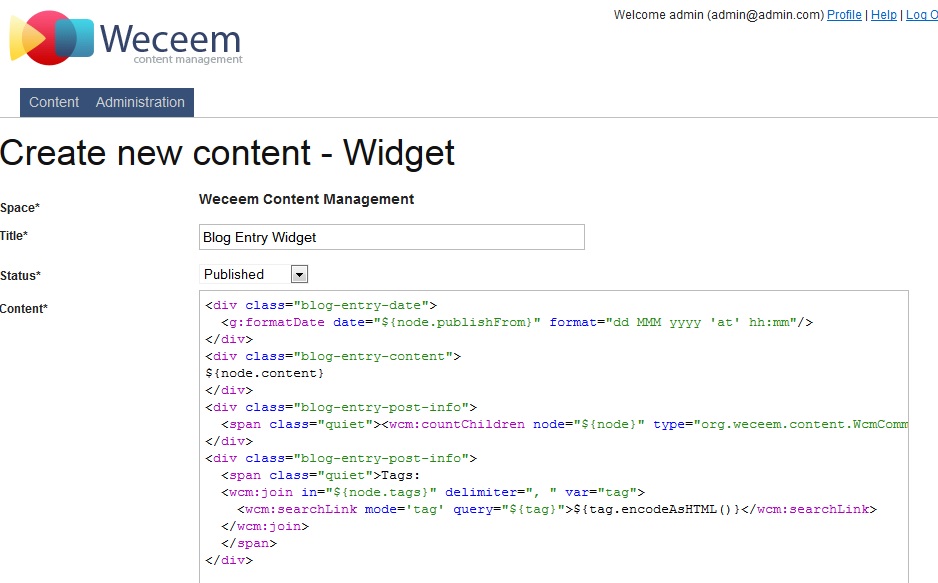 Welcome admin (admin@admin.com) Profile | Help | Log O
Weceem
content management
Content Administration
Create new content - Widget
Space* Weceem Content Management
Title* Blog Entry Widget
Status* Published
Content*
<div class="blog-entry-date">
  <g:formatDate date="${node.publishFrom}" format="dd MMM yyyy 'at' hh:mm"/>
</div>
<div class="blog-entry-content">
${node.content}
</div>
<div class="blog-entry-post-info">
  <span class="quiet"><wcm:countChildren node="${node}" type="org.weceem.content.WcmComm
</div>
<div class="blog-entry-post-info">
  <span class="quiet">Tags:
  <wcm:join in="${node.tags}" delimiter=", " var="tag">
    <wcm:searchLink mode='tag' query="${tag}">${tag.encodeAsHTML()}</wcm:searchLink>
  </wcm:join>
  </span>
</div>